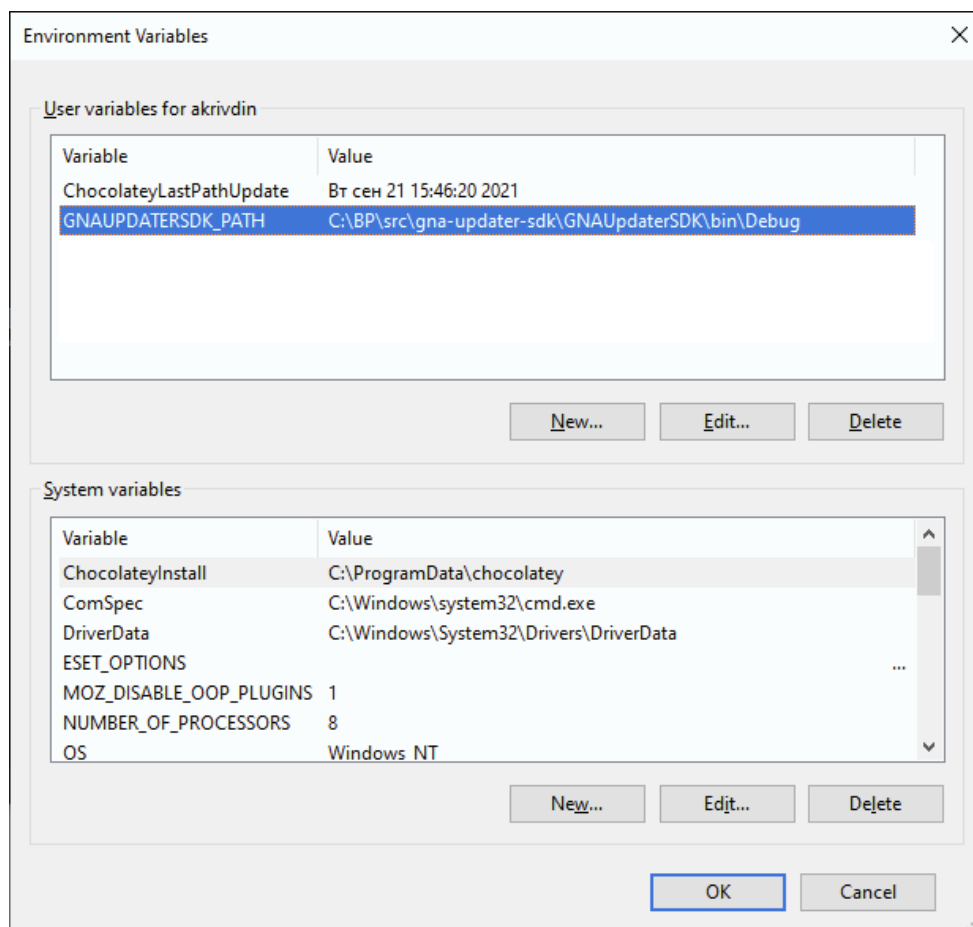 Environment Variables
User variables for akrivdin
Variable Value
ChocolateyLastPathUpdate Вт сен 21 15:46:20 2021
GNAUPDATERSDK_PATH C:\BP\src\gna-updater-sdk\GNAUpdaterSDK\bin\Debug
New... Edit... Delete
System variables
Variable Value
ChocolateyInstall C:\ProgramData\chocolatey
ComSpec C:\Windows\system32\cmd.exe
DriverData C:\Windows\System32\Drivers\DriverData
ESET_OPTIONS ...
MOZ_DISABLE_OOP_PLUGINS 1
NUMBER_OF_PROCESSORS 8
OS Windows_NT
New... Edit... Delete
OK Cancel